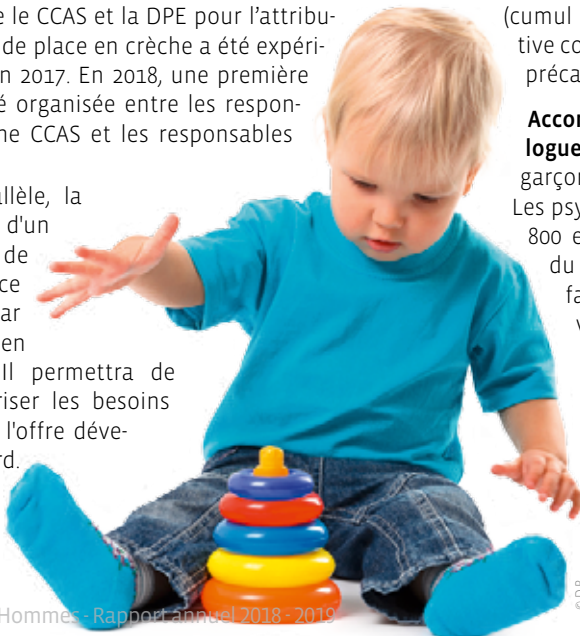 e le CCAS et la DPE pour l'attribu-
de place en crèche a été expéri-
n 2017. En 2018, une première
é organisée entre les respon-
ne CCAS et les responsables
allèle, la
d'un
de
ce
ar
en
Il permettra de
riser les besoins
l'offre déve-
rd.
(cumul
tive co
préca
Accor
logue
garçon
Les psy
800 e
du
fa
v
Hommes - Rapport annuel 2018 - 2019